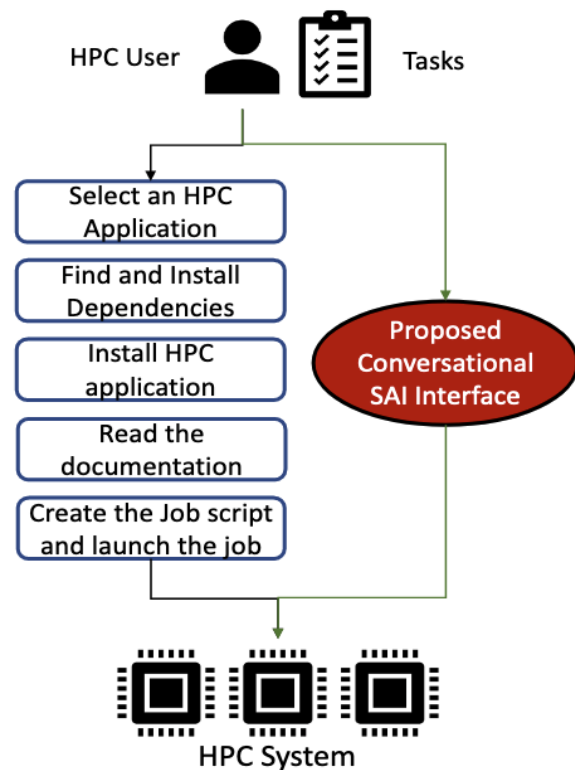 HPC User
Tasks
Select an HPC
Application
Find and Install
Dependencies
Install HPC
application
Read the
documentation
Create the Job script
and launch the job
Proposed
Conversational
SAI Interface
HPC System